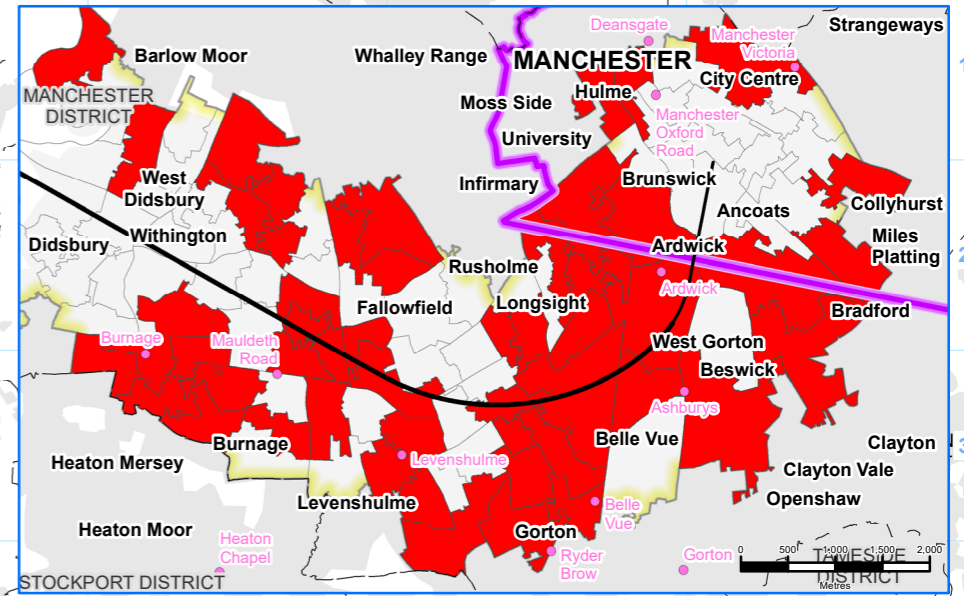 Deansgate
Strangeways
Manchester
Victoria
Barlow Moor
Whalley Range
MANCHESTER
City Centre
1
MANCHESTER
DISTRICT
Moss Side
Hulme
Manchester
Oxford
Road
University
West
Didsbury
Infirmary
Brunswick
Ancoats
Collyhurst
Didsbury
Withington
Ardwick
Miles
Platting
2
Rusholme
Ardwick
Fallowfield
Longsight
Bradford
Burnage
Mauldeth
Road
West Gorton
Beswick
Ashburys
Burnage
Belle Vue
Clayton
3
Heaton Mersey
Levenshulme
Clayton Vale
Levenshulme
Openshaw
Belle
Vue
Heaton Moor
Gorton
Heaton
Chapel
Ryder
Brow
Gorton
0 500 1,000 1,500 2,000
TAMESIDE
DISTRICT
Metres
STOCKPORT DISTRICT